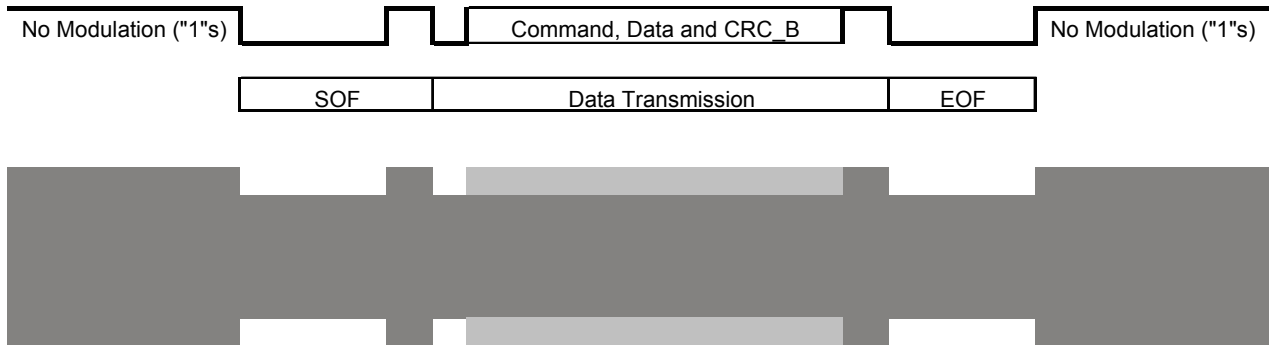 No Modulation ("1"s) Command, Data and CRC_B No Modulation ("1"s)
SOF Data Transmission EOF